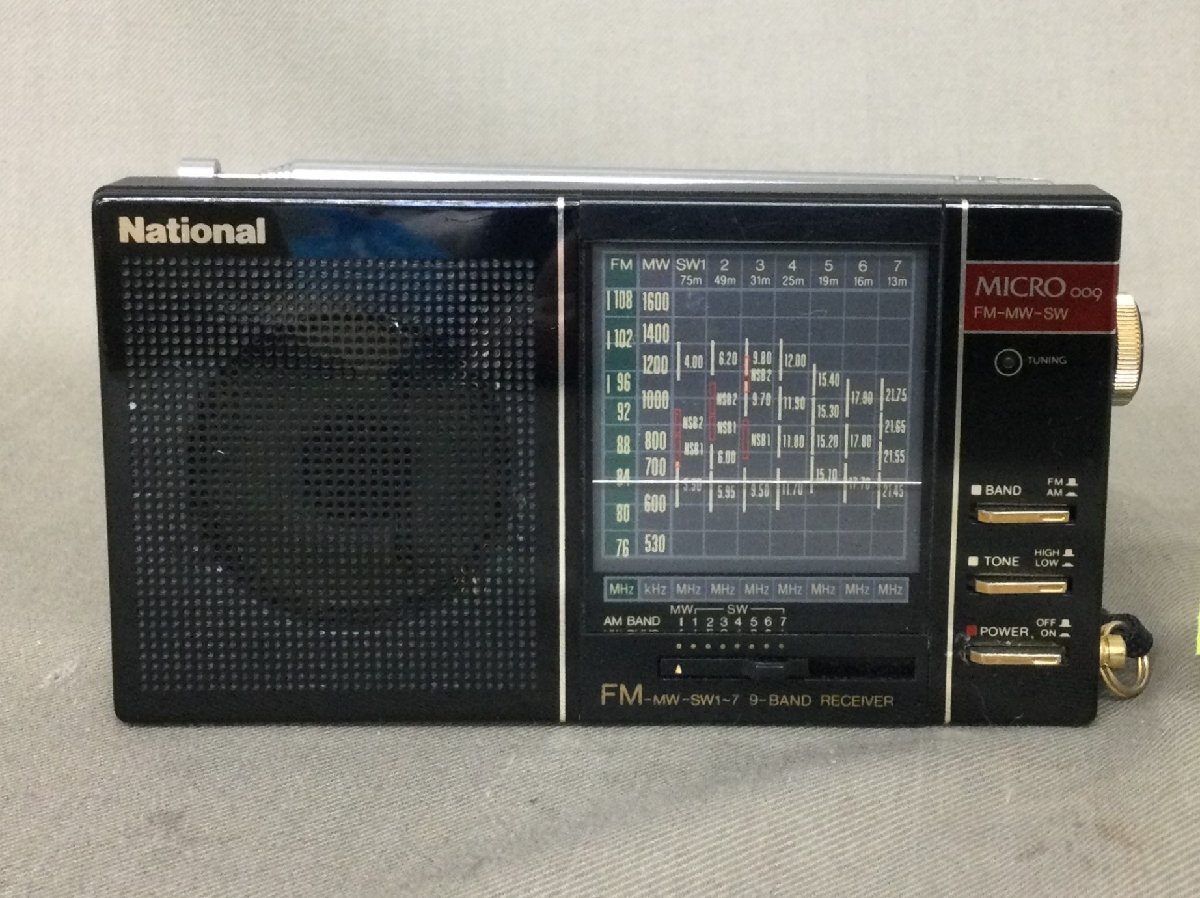 National
FM MW SW1 2 3 4 5 6 7
75m 49m 31m 25m 19m 16m 13m
108 1600
102 1400
1200 4.00 6.20 9.80 12.00
NSB2 15.40
96 1000 NSB2 9.70 11.90 17.80 21.75
92 NSB2 15.30
NSB1 21.65
88 800 NSB1 NSB1 11.80 15.20 17.80
700 6.00 21.55
84 5.95 9.50 11.70 21.45
600
80
76 530
MHz kHz MHz MHz MHz MHz MHz MHz MHz
MW SW
AM BAND 1 1 2 3 4 5 6 7
FM-MW-SW1~7 9-BAND RECEIVER
MICRO 009
FM-MW-SW
TUNING
BAND FM
AM
TONE HIGH
LOW
POWER OFF
ON